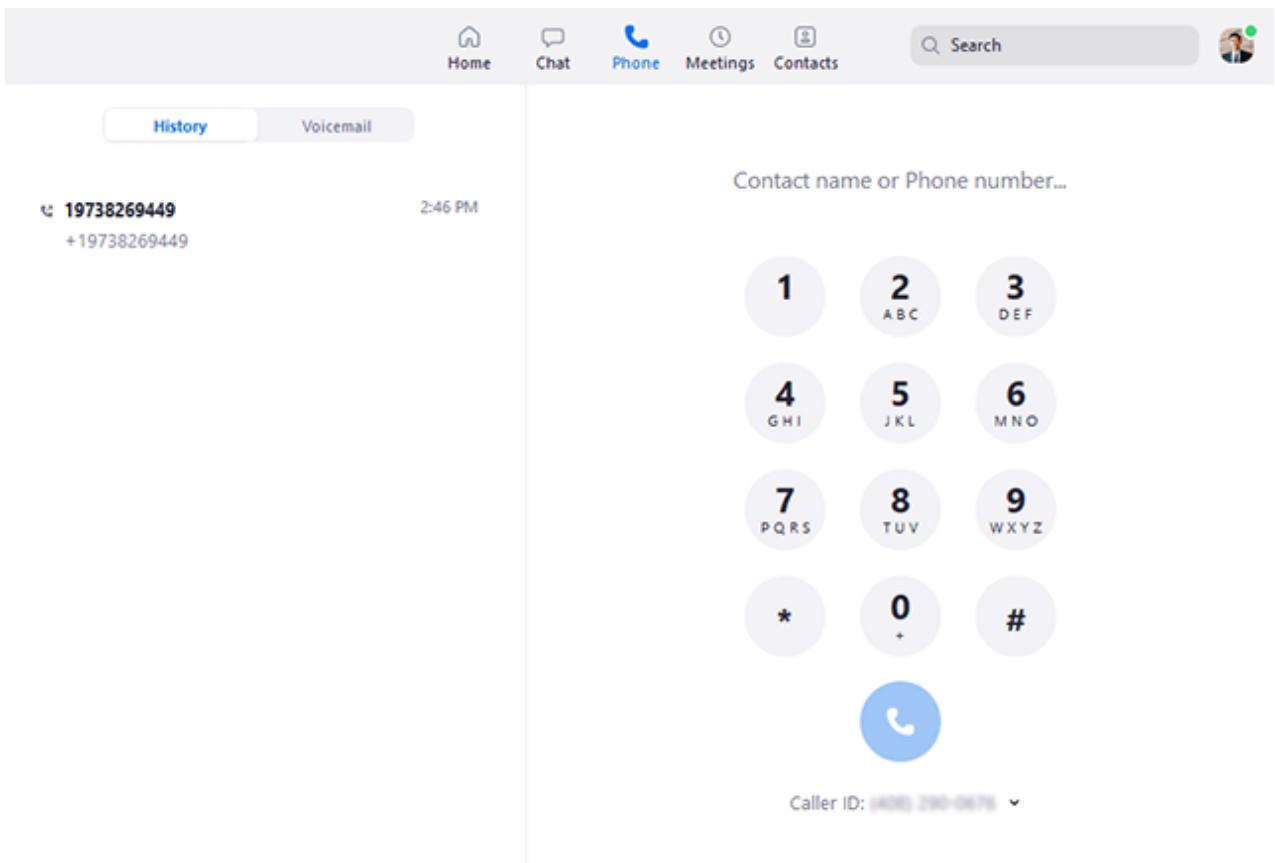 Home Chat Phone Meetings Contacts Search
History Voicemail
19738269449 2:46 PM
+19738269449
Contact name or Phone number...
1 2 3
ABC DEF
4 5 6
GHI JKL MNO
7 8 9
PQRS TUV WXYZ
* 0 #
+
Caller ID: